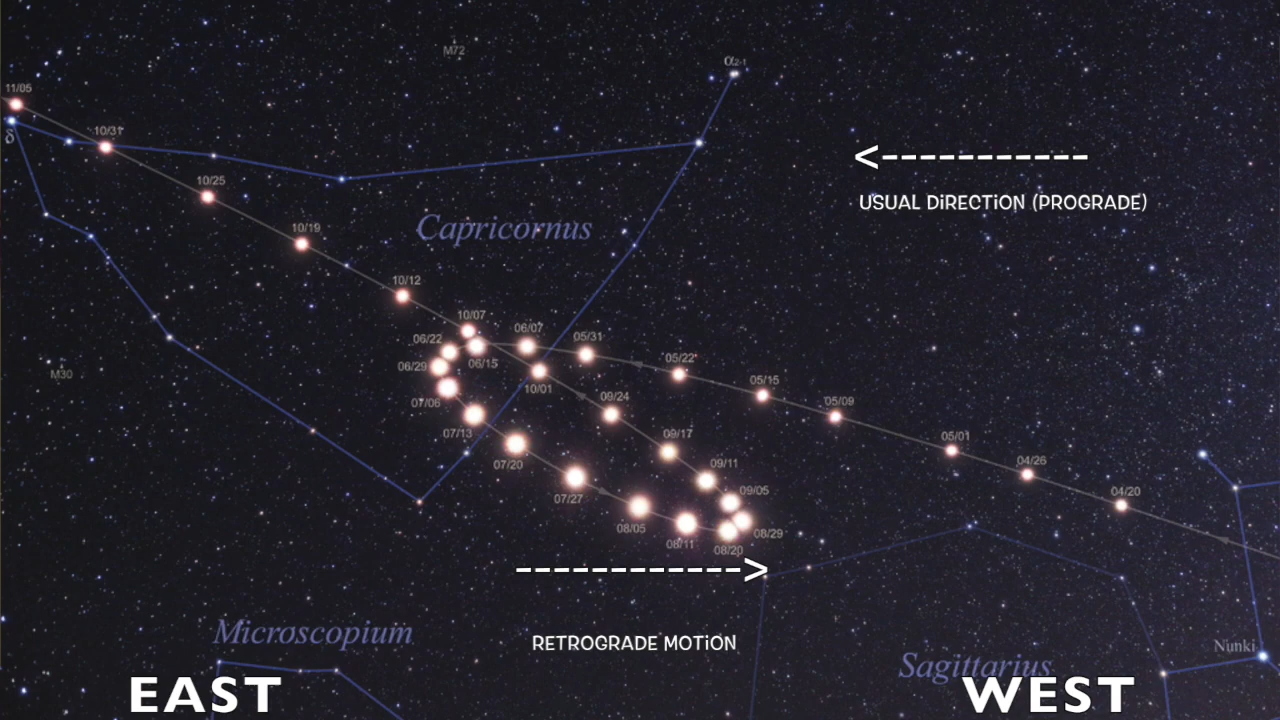 M72
α2-1
11/05
δ
10/31
10/25
USUAL DIRECTION (PROGRADE)
10/19
Capricornus
10/12
10/07
06/22
06/07
05/31
06/29
06/15
05/22
M30
10/01
05/15
07/06
09/24
05/09
07/13
09/17
05/01
07/20
09/11
04/26
07/27
09/05
04/20
08/05
08/29
08/11
08/20
RETROGRADE MOTION
Microscopium
Nunki
Sagittarius
EAST
WEST